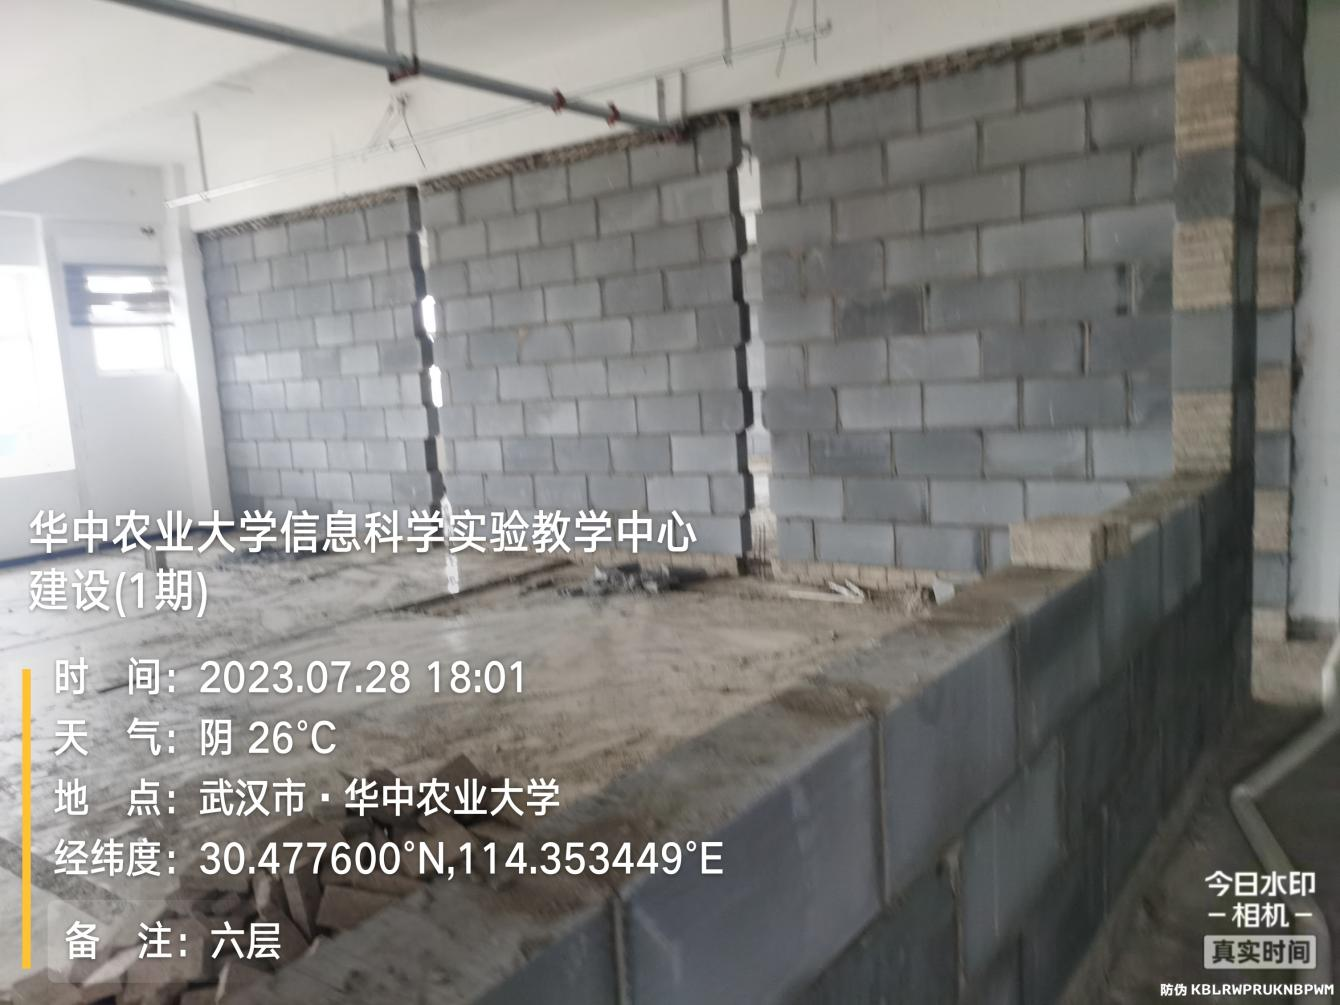 华中农业大学信息科学实验教学中心
建设(1期)
时 间：2023.07.28 18:01
天 气：阴 26°C
地 点：武汉市·华中农业大学
经纬度：30.477600°N,114.353449°E
备 注：六层
今日水印
-相机-
真实时间
防伪 KBLRWPRUKNBPWM